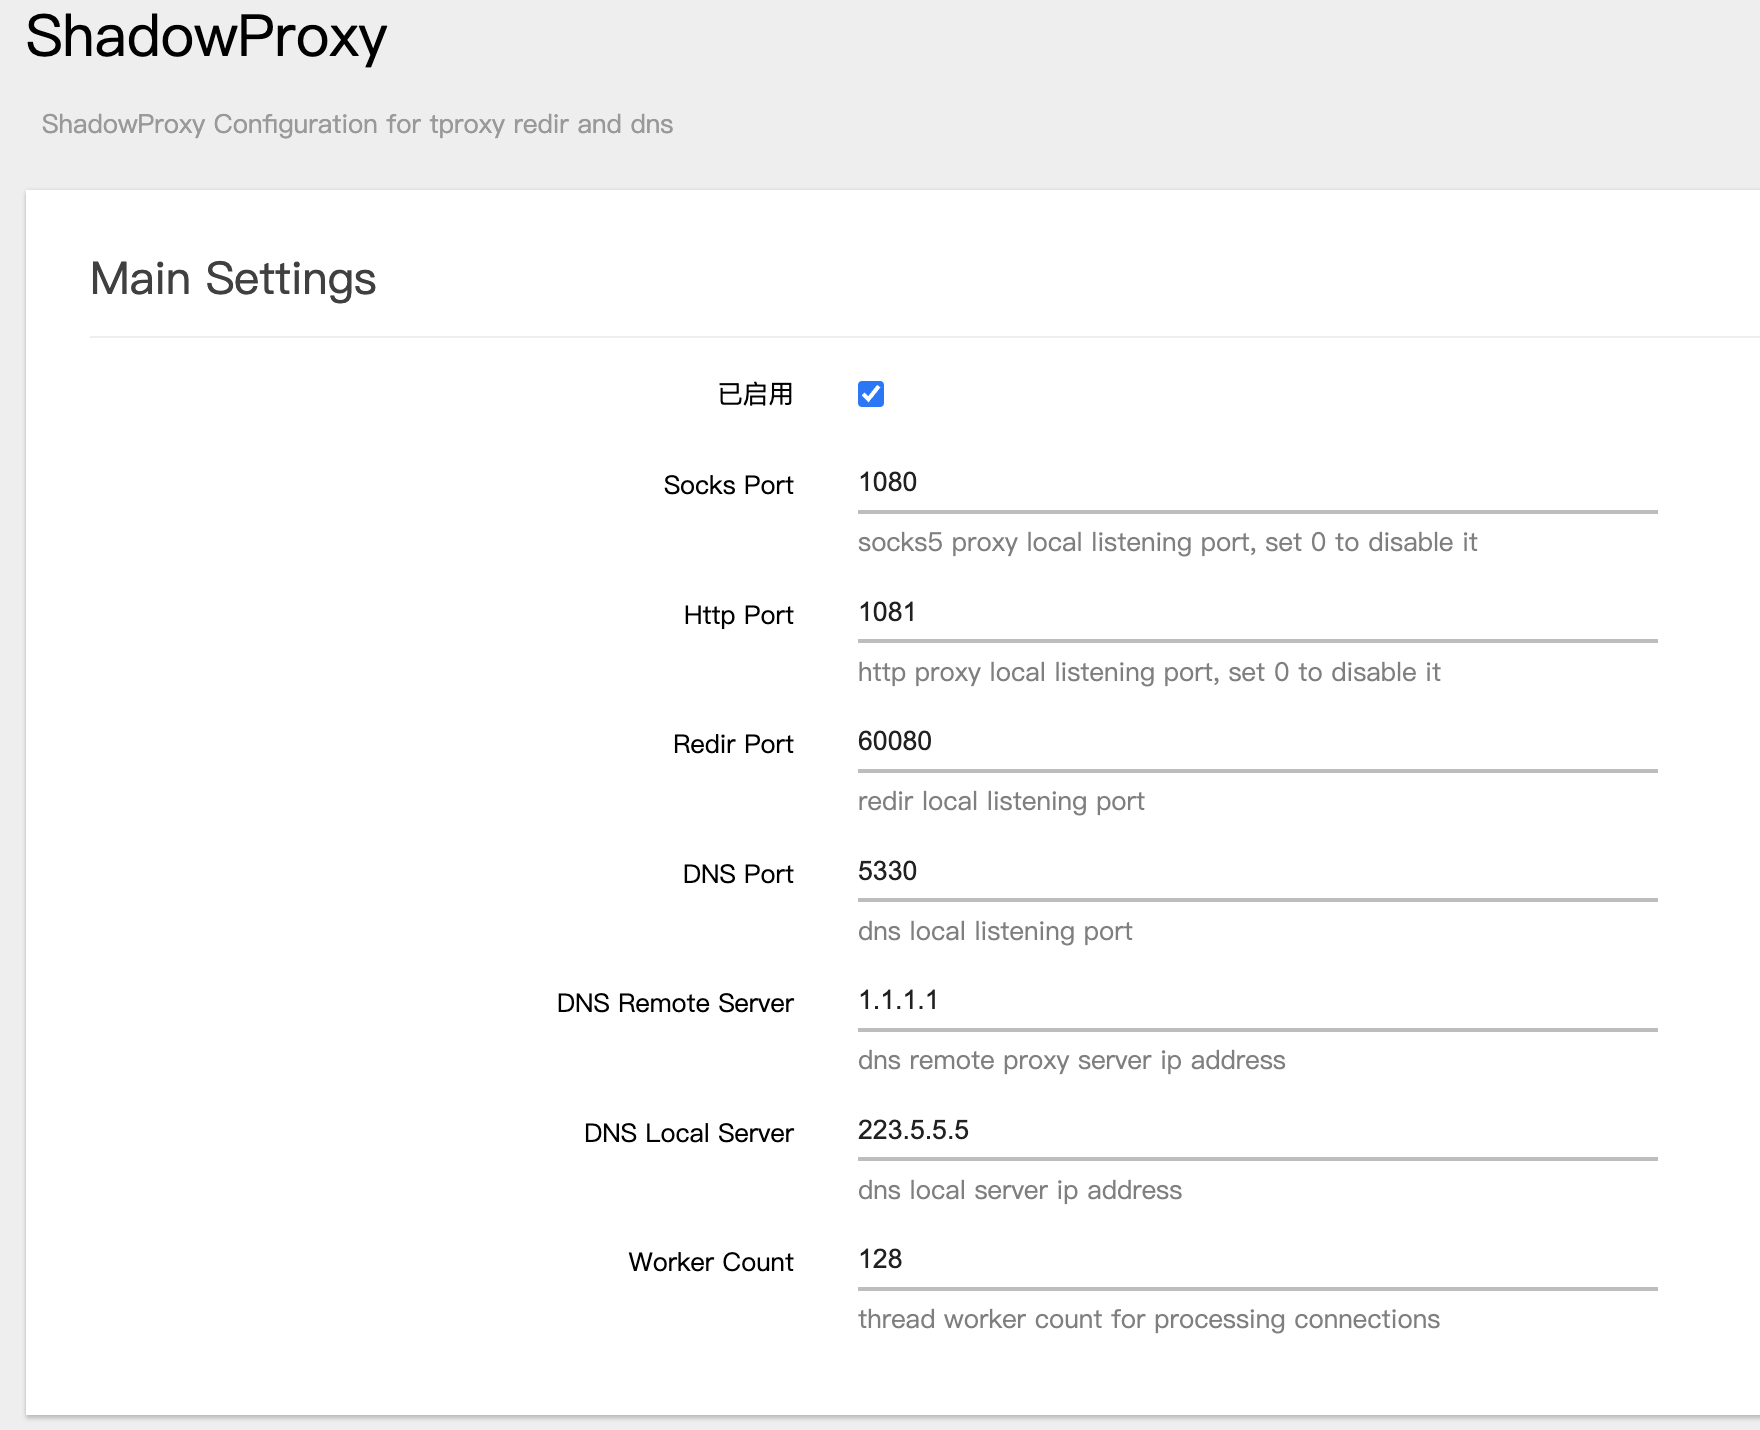 ShadowProxy
ShadowProxy Configuration for tproxy redir and dns
Main Settings
已启用
Socks Port 1080
socks5 proxy local listening port, set 0 to disable it
Http Port 1081
http proxy local listening port, set 0 to disable it
Redir Port 60080
redir local listening port
DNS Port 5330
dns local listening port
DNS Remote Server 1.1.1.1
dns remote proxy server ip address
DNS Local Server 223.5.5.5
dns local server ip address
Worker Count 128
thread worker count for processing connections